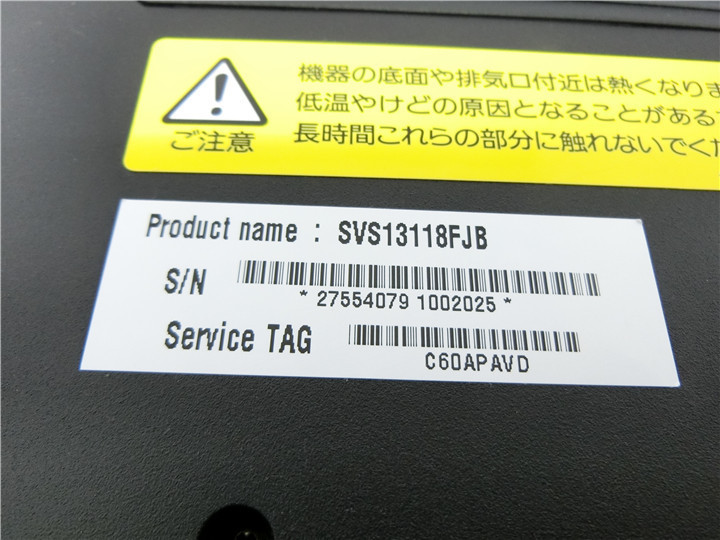 ご注意
機器の底面や排気口付近は熱くなりま
低温やけどの原因となることがある
長時間これらの部分に触れないでくだ
Product name : SVS13118FJB
S/N
* 27554079 1002025 *
Service TAG
C60APAVD